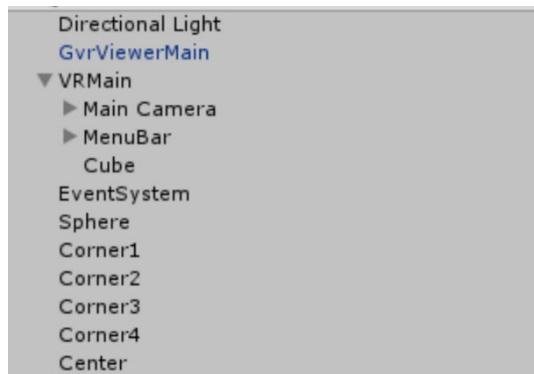 Directional Light
GvrViewerMain
VRMain
Main Camera
MenuBar
Cube
EventSystem
Sphere
Corner1
Corner2
Corner3
Corner4
Center